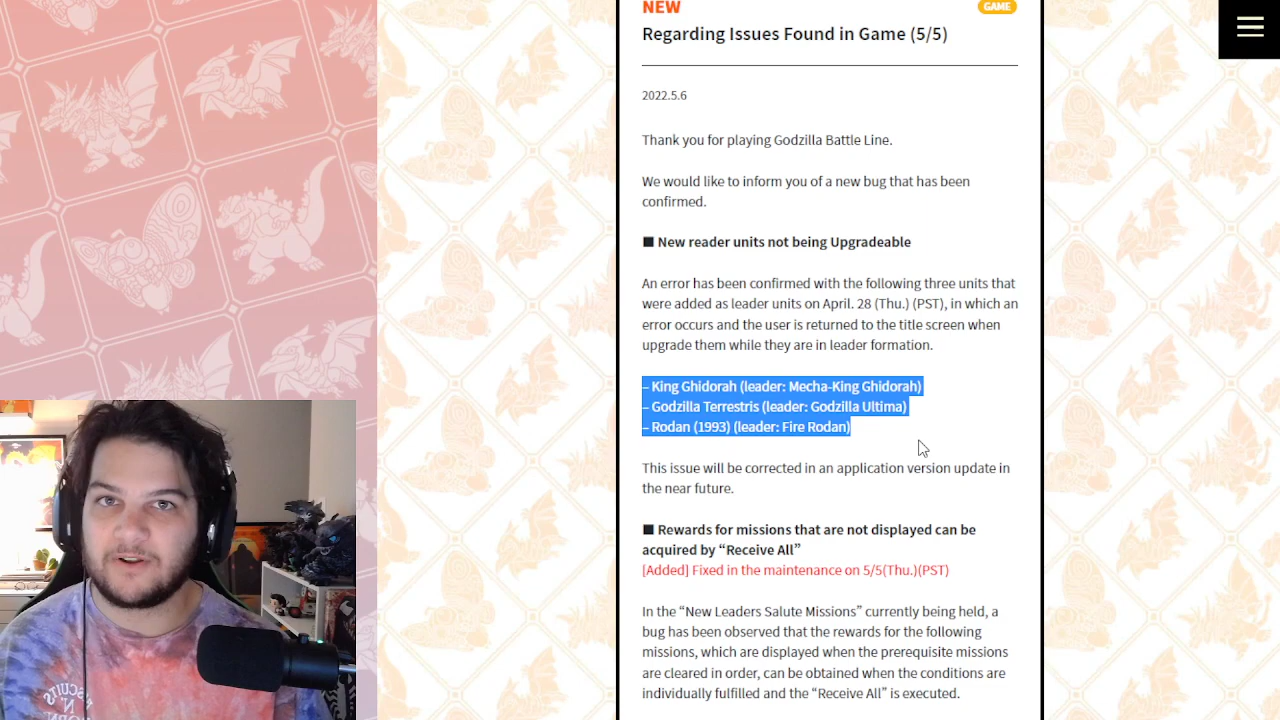 NEW
GAME
Regarding Issues Found in Game (5/5)
2022.5.6
Thank you for playing Godzilla Battle Line.
We would like to inform you of a new bug that has been
confirmed.
■ New reader units not being Upgradeable
An error has been confirmed with the following three units that
were added as leader units on April. 28 (Thu.) (PST), in which an
error occurs and the user is returned to the title screen when
upgrade them while they are in leader formation.
– King Ghidorah (leader: Mecha-King Ghidorah)
– Godzilla Terrestris (leader: Godzilla Ultima)
– Rodan (1993) (leader: Fire Rodan)
This issue will be corrected in an application version update in
the near future.
■ Rewards for missions that are not displayed can be
acquired by “Receive All”
[Added] Fixed in the maintenance on 5/5(Thu.)(PST)
In the “New Leaders Salute Missions” currently being held, a
bug has been observed that the rewards for the following
missions, which are displayed when the prerequisite missions
are cleared in order, can be obtained when the conditions are
individually fulfilled and the “Receive All” is executed.